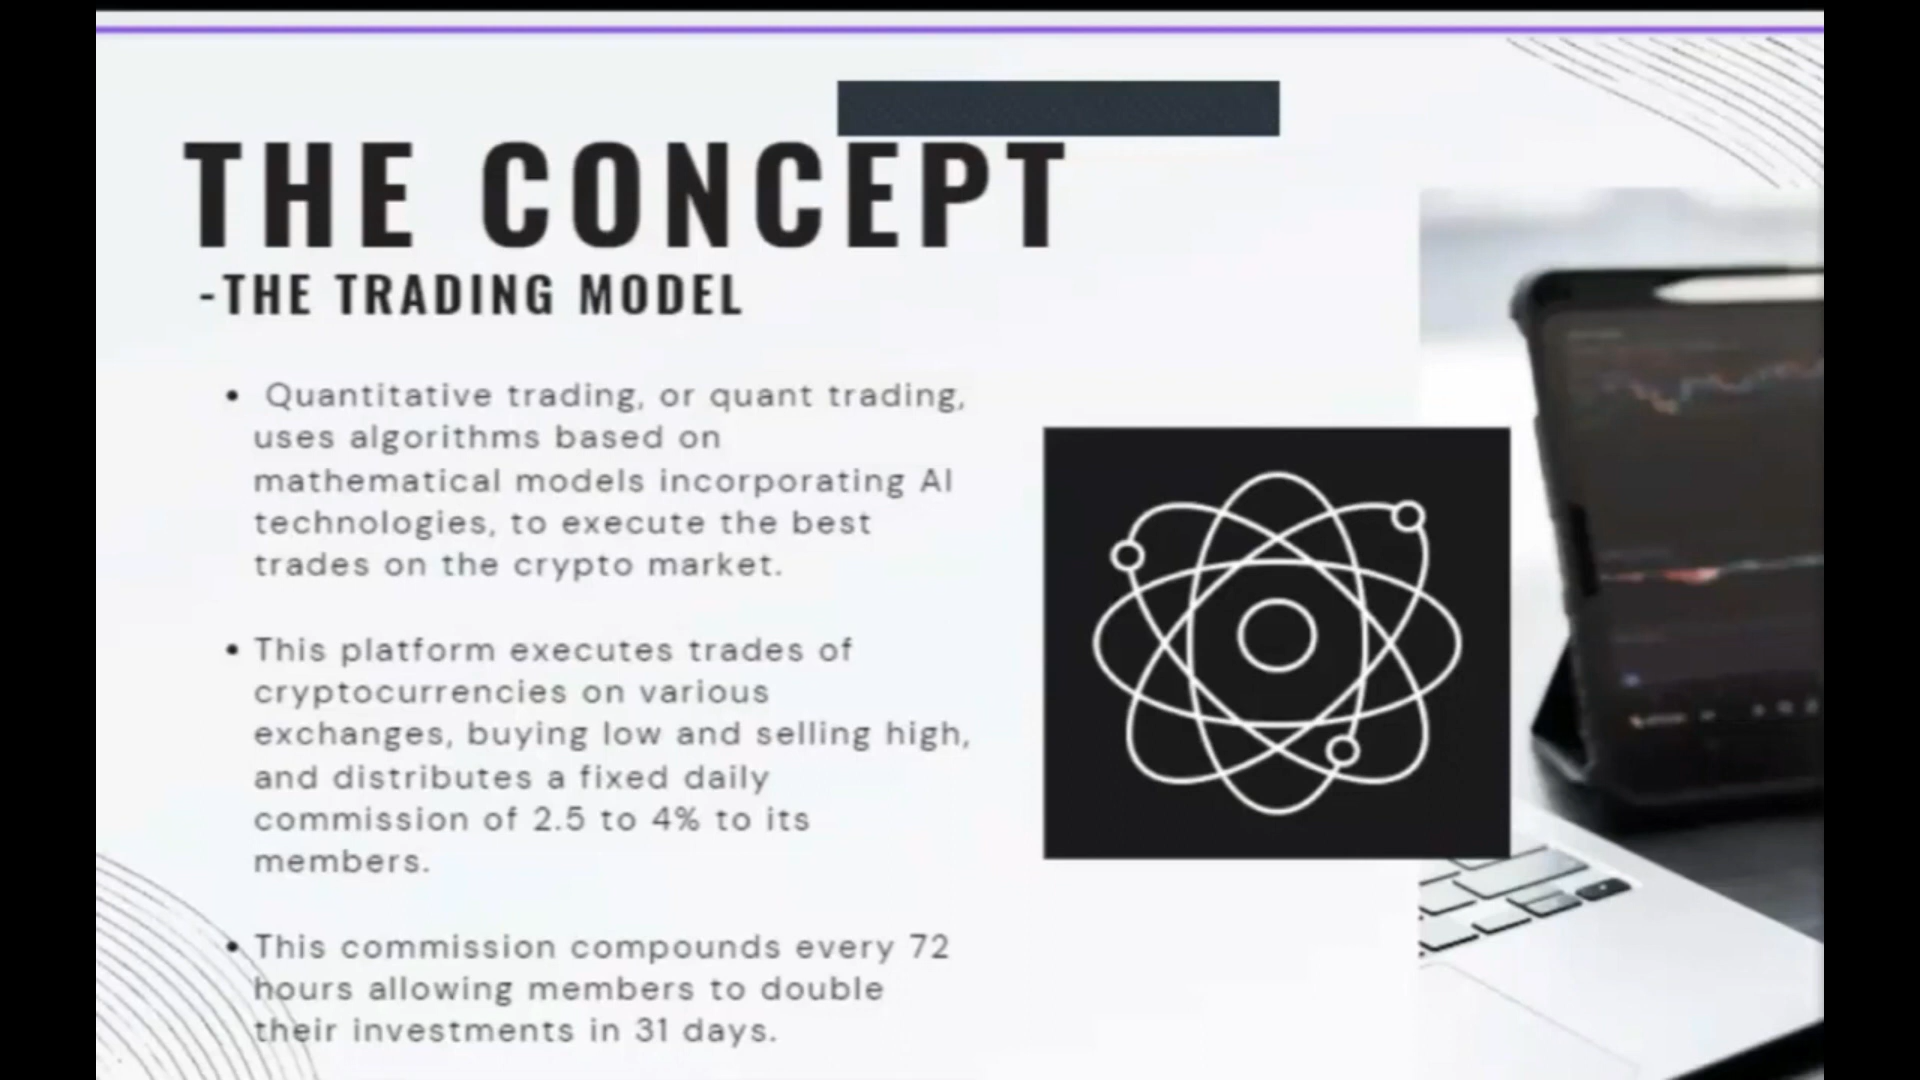 THE CONCEPT
-THE TRADING MODEL
• Quantitative trading, or quant trading,
uses algorithms based on
mathematical models incorporating AI
technologies, to execute the best
trades on the crypto market.
• This platform executes trades of
cryptocurrencies on various
exchanges, buying low and selling high,
and distributes a fixed daily
commission of 2.5 to 4% to its
members.
• This commission compounds every 72
hours allowing members to double
their investments in 31 days.